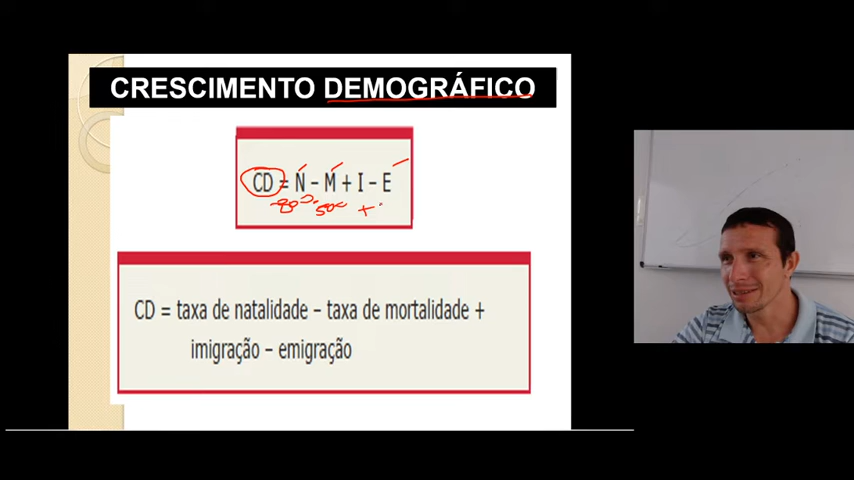 CRESCIMENTO DEMOGRÁFICO
CD = N – M + I – E
CD = taxa de natalidade – taxa de mortalidade +
imigração – emigração